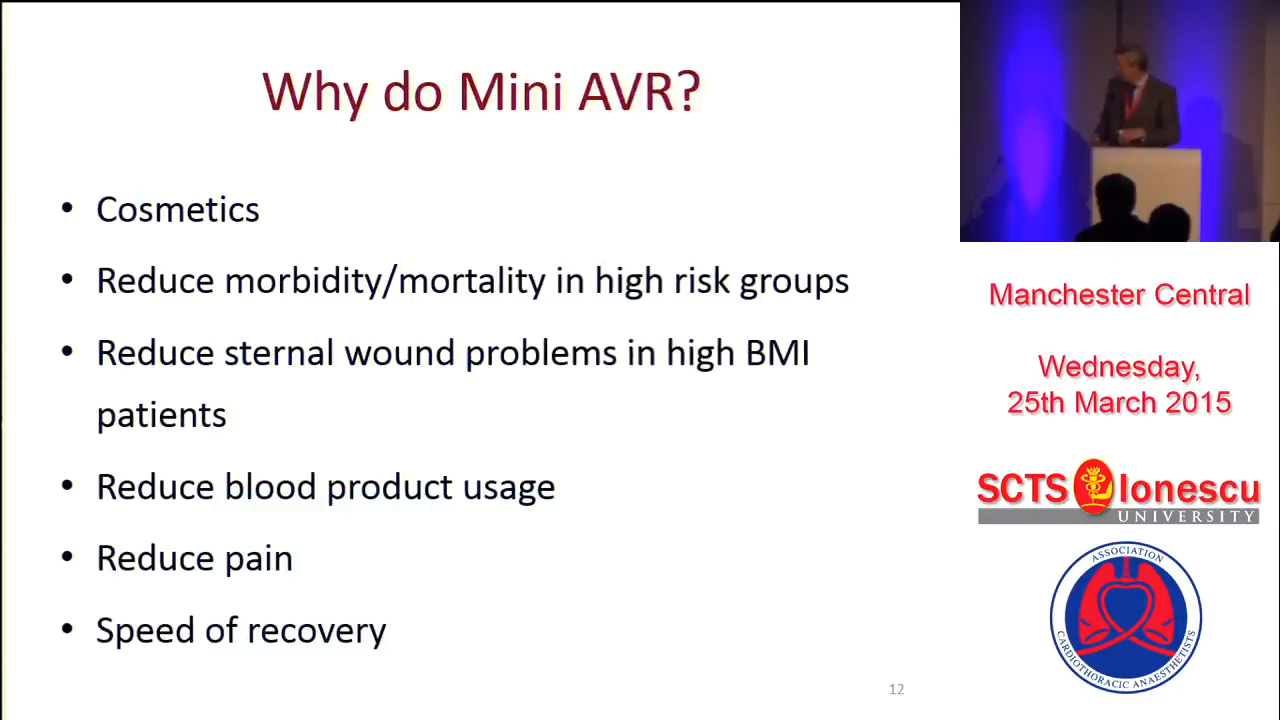 Why do Mini AVR?
• Cosmetics
• Reduce morbidity/mortality in high risk groups
• Reduce sternal wound problems in high BMI
patients
• Reduce blood product usage
• Reduce pain
• Speed of recovery
12
Manchester Central
Wednesday,
25th March 2015
SCTS Ionescu
UNIVERSITY
ASSOCIATION
CARDIOTHORACIC ANAESTHETISTS